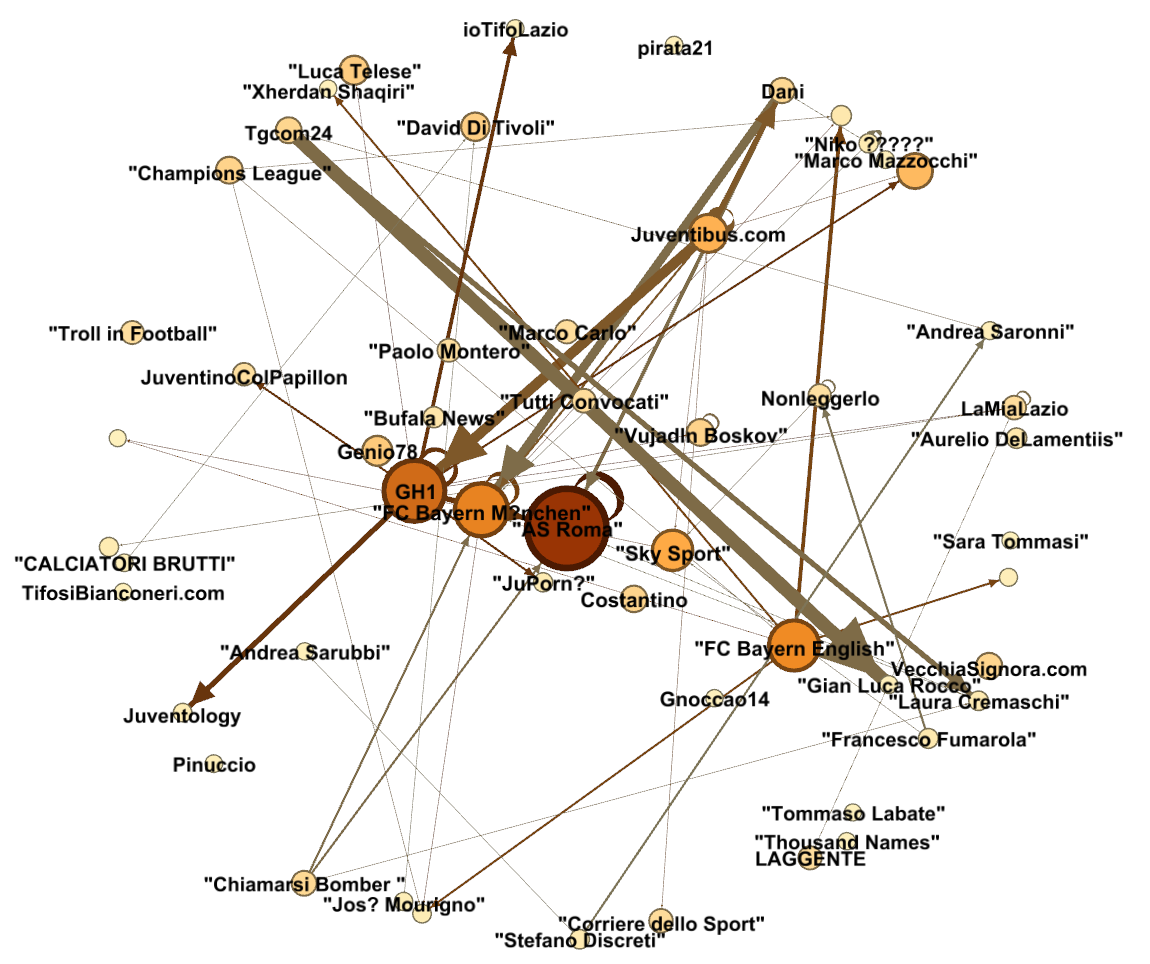 ioTifoLazio
pirata21
"Luca Telese"
"Xherdan Shaqiri"
Dani
Tgcom24
"David Di Tivoli"
"Niko ?????"
"Marco Mazzocchi"
"Champions League"
Juventibus.com
"Troll in Football"
"Marco Carlo"
"Andrea Saronni"
"Paolo Montero"
JuventinoColPapillon
"Tutti Convocati"
Nonleggerlo
LaMiaLazio
"Bufala News"
"VujadIn Boskov"
"Aurelio DeLamentiis"
Genio78
GH1
"FC Bayern M?nchen"
"AS Roma"
"Sara Tommasi"
"Sky Sport"
"CALCIATORI BRUTTI"
"JuPorn?"
TifosiBianconeri.com
Costantino
"FC Bayern English"
"Andrea Sarubbi"
VecchiaSignora.com
"Gian Luca Rocco"
Gnoccao14
"Laura Cremaschi"
Juventology
"Francesco Fumarola"
Pinuccio
"Tommaso Labate"
"Thousand Names"
LAGGENTE
"Chiamarsi Bomber "
"Jos? Mourigno"
"Corriere dello Sport"
"Stefano Discreti"